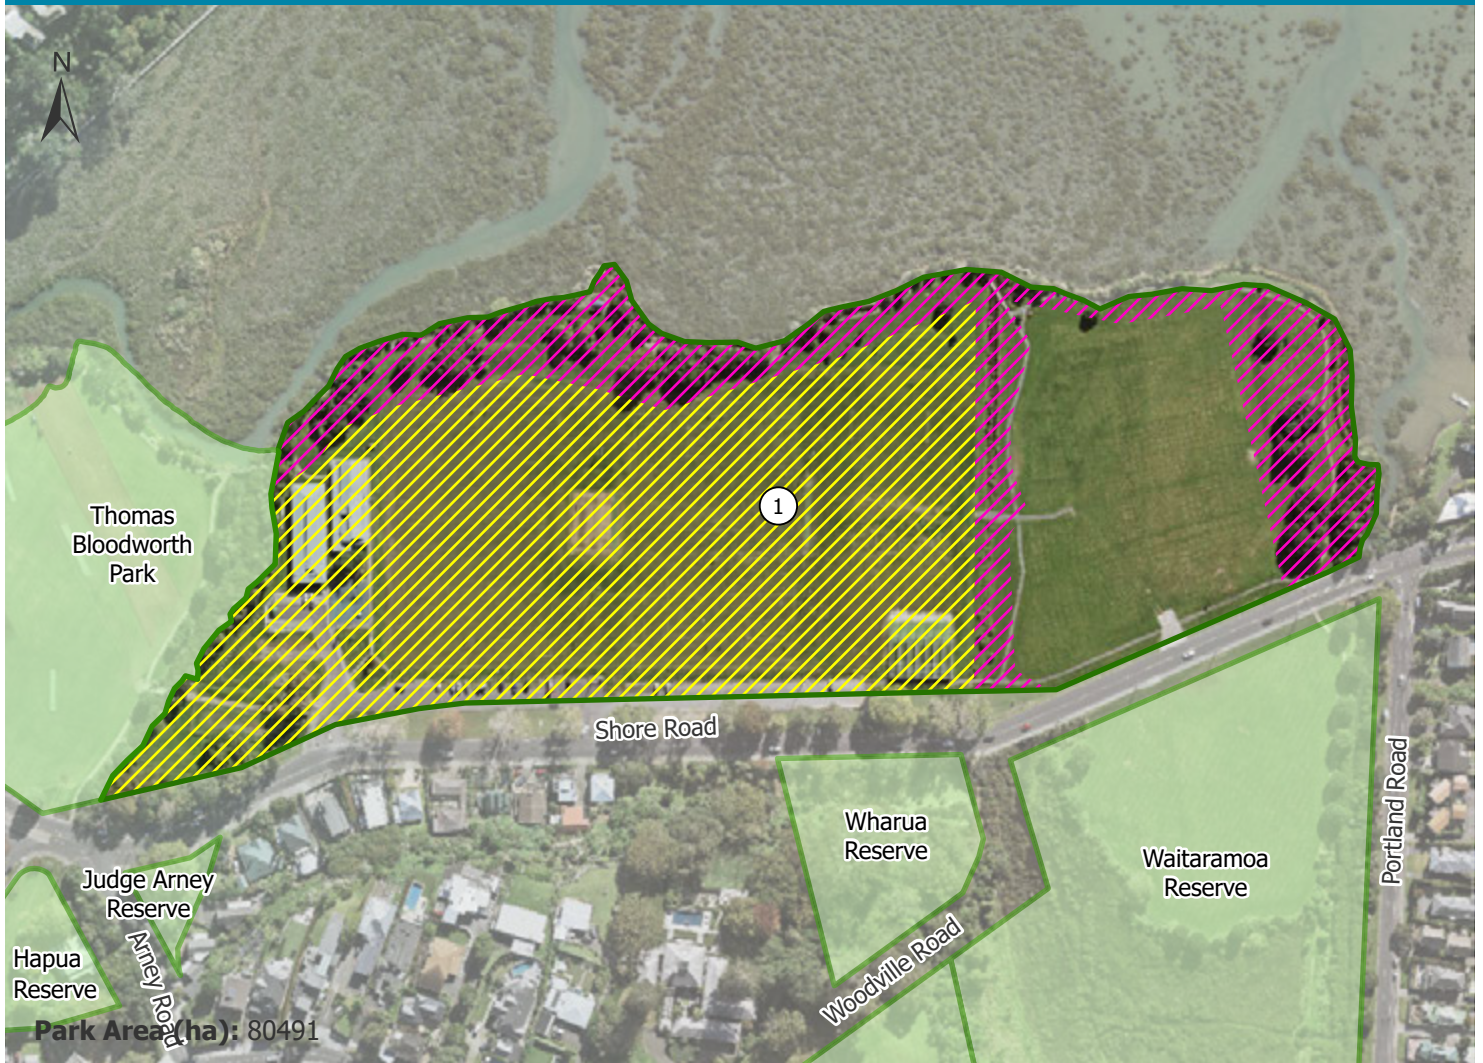 N
1
Thomas
Bloodworth
Park
Shore Road
Wharua
Reserve
Waitaramoa
Reserve
Portland Road
Judge Arney
Reserve
Hapua
Reserve
Arney Road
Woodville Road
Park Area (ha): 80491